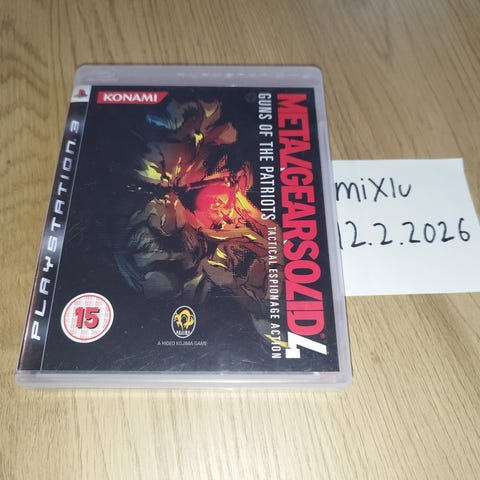 PLAYSTATION 3
KONAMI
METAL GEAR SOLID 4
GUNS OF THE PATRIOTS
TACTICAL ESPIONAGE ACTION
15
A HIDEO KOJIMA GAME
miXlu
12.2.2026